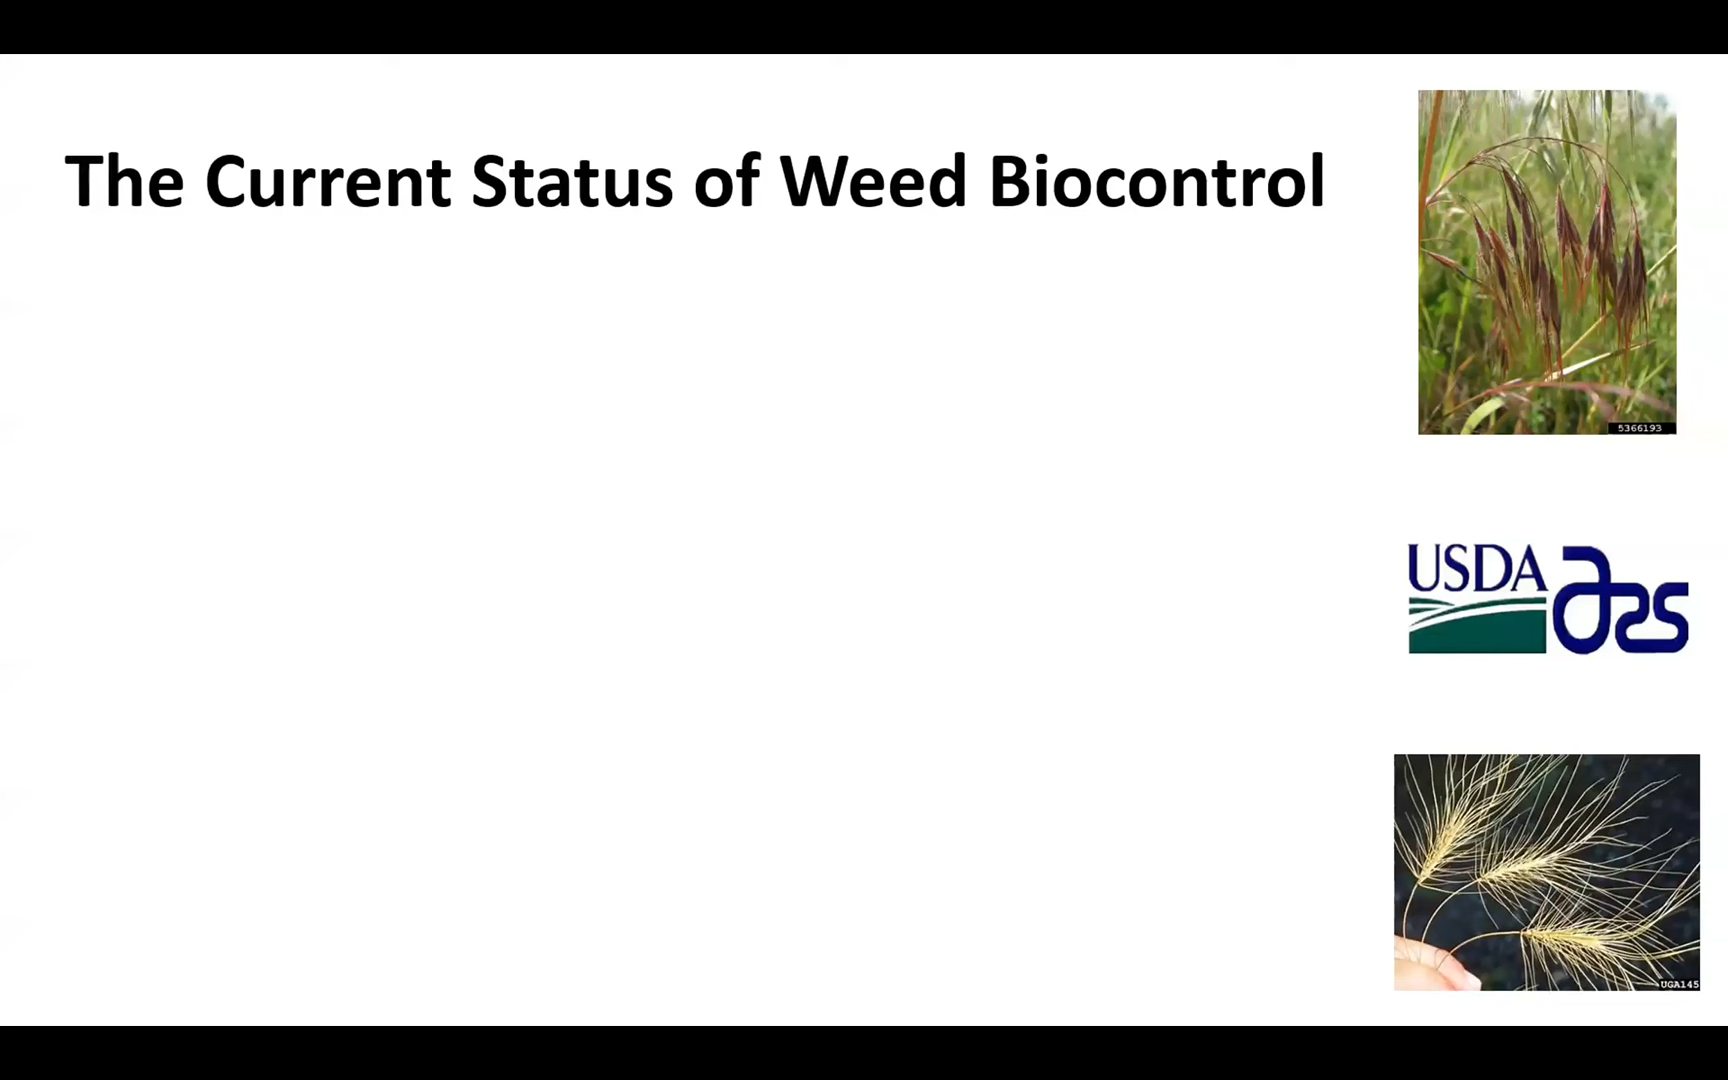 The Current Status of Weed Biocontrol
5366193
USDA
ars
UGA145